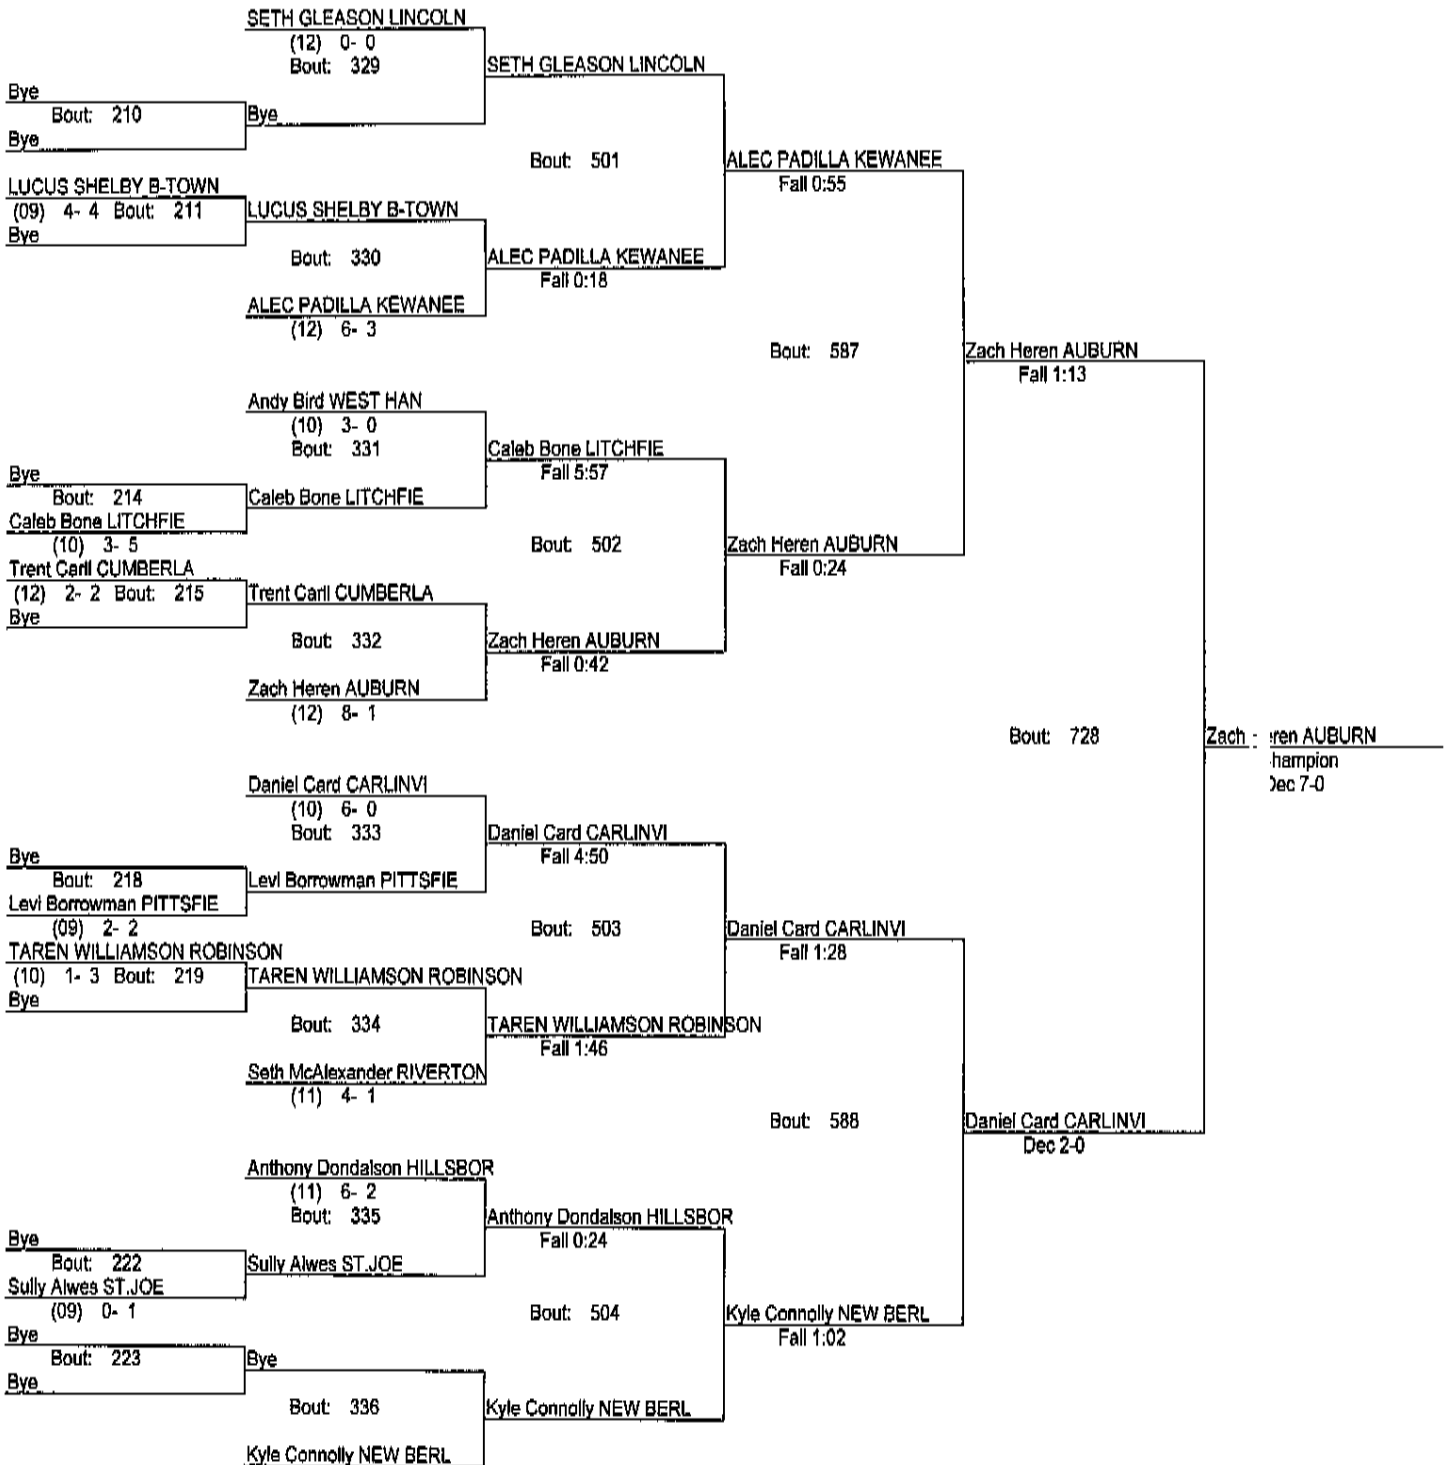 SETH GLEASON LINCOLN
(12) 0- 0
Bout: 329
SETH GLEASON LINCOLN
Bye
Bout: 210
Bye
Bye
Bout: 501
ALEC PADILLA KEWANEE
Fall 0:55
LUCUS SHELBY B-TOWN
(09) 4- 4 Bout: 211
LUCUS SHELBY B-TOWN
Bye
Bout: 330
ALEC PADILLA KEWANEE
Fall 0:18
ALEC PADILLA KEWANEE
(12) 6- 3
Bout: 587
Zach Heren AUBURN
Fall 1:13
Andy Bird WEST HAN
(10) 3- 0
Bout: 331
Caleb Bone LITCHFIE
Fall 5:57
Bye
Bout: 214
Caleb Bone LITCHFIE
Caleb Bone LITCHFIE
(10) 3- 5
Bout: 502
Zach Heren AUBURN
Fall 0:24
Trent Carll CUMBERLA
(12) 2- 2 Bout: 215
Trent Carll CUMBERLA
Bye
Bout: 332
Zach Heren AUBURN
Fall 0:42
Zach Heren AUBURN
(12) 8- 1
Bout: 728
Zach eren AUBURN
hampion
Dec 7-0
Daniel Card CARLINVI
(10) 6- 0
Bout: 333
Daniel Card CARLINVI
Fall 4:50
Bye
Bout: 218
Levi Borrowman PITTSFIE
Levi Borrowman PITTSFIE
(09) 2- 2
Bout: 503
Daniel Card CARLINVI
Fall 1:28
TAREN WILLIAMSON ROBINSON
(10) 1- 3 Bout: 219
TAREN WILLIAMSON ROBINSON
Bye
Bout: 334
TAREN WILLIAMSON ROBINSON
Fall 1:46
Seth McAlexander RIVERTON
(11) 4- 1
Bout: 588
Daniel Card CARLINVI
Dec 2-0
Anthony Dondalson HILLSBOR
(11) 6- 2
Bout: 335
Anthony Dondalson HILLSBOR
Fall 0:24
Bye
Bout: 222
Sully Alwes ST.JOE
Sully Alwes ST.JOE
(09) 0- 1
Bout: 504
Kyle Connolly NEW BERL
Fall 1:02
Bye
Bout: 223
Bye
Bye
Bout: 336
Kyle Connolly NEW BERL
Kyle Connolly NEW BERL